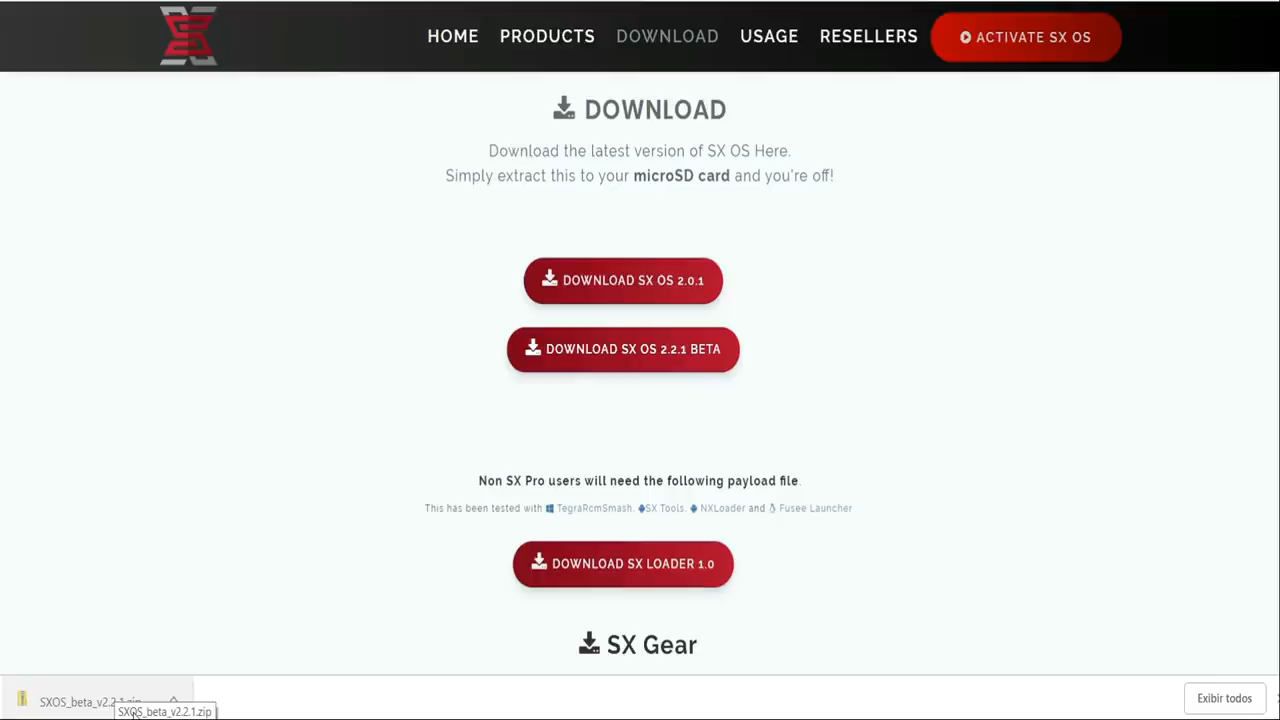 HOME PRODUCTS DOWNLOAD USAGE RESELLERS ACTIVATE SX OS
DOWNLOAD
Download the latest version of SX OS Here.
Simply extract this to your microSD card and you're off!
DOWNLOAD SX OS 2.0.1
DOWNLOAD SX OS 2.2.1 BETA
Non SX Pro users will need the following payload file.
This has been tested with TegraRcmSmash, SX Tools, NXLoader and Fusee Launcher
DOWNLOAD SX LOADER 1.0
SX Gear
SXOS_beta_v2.2.1.zip
SXOS_beta_v2.2.1.zip
Exibir todos